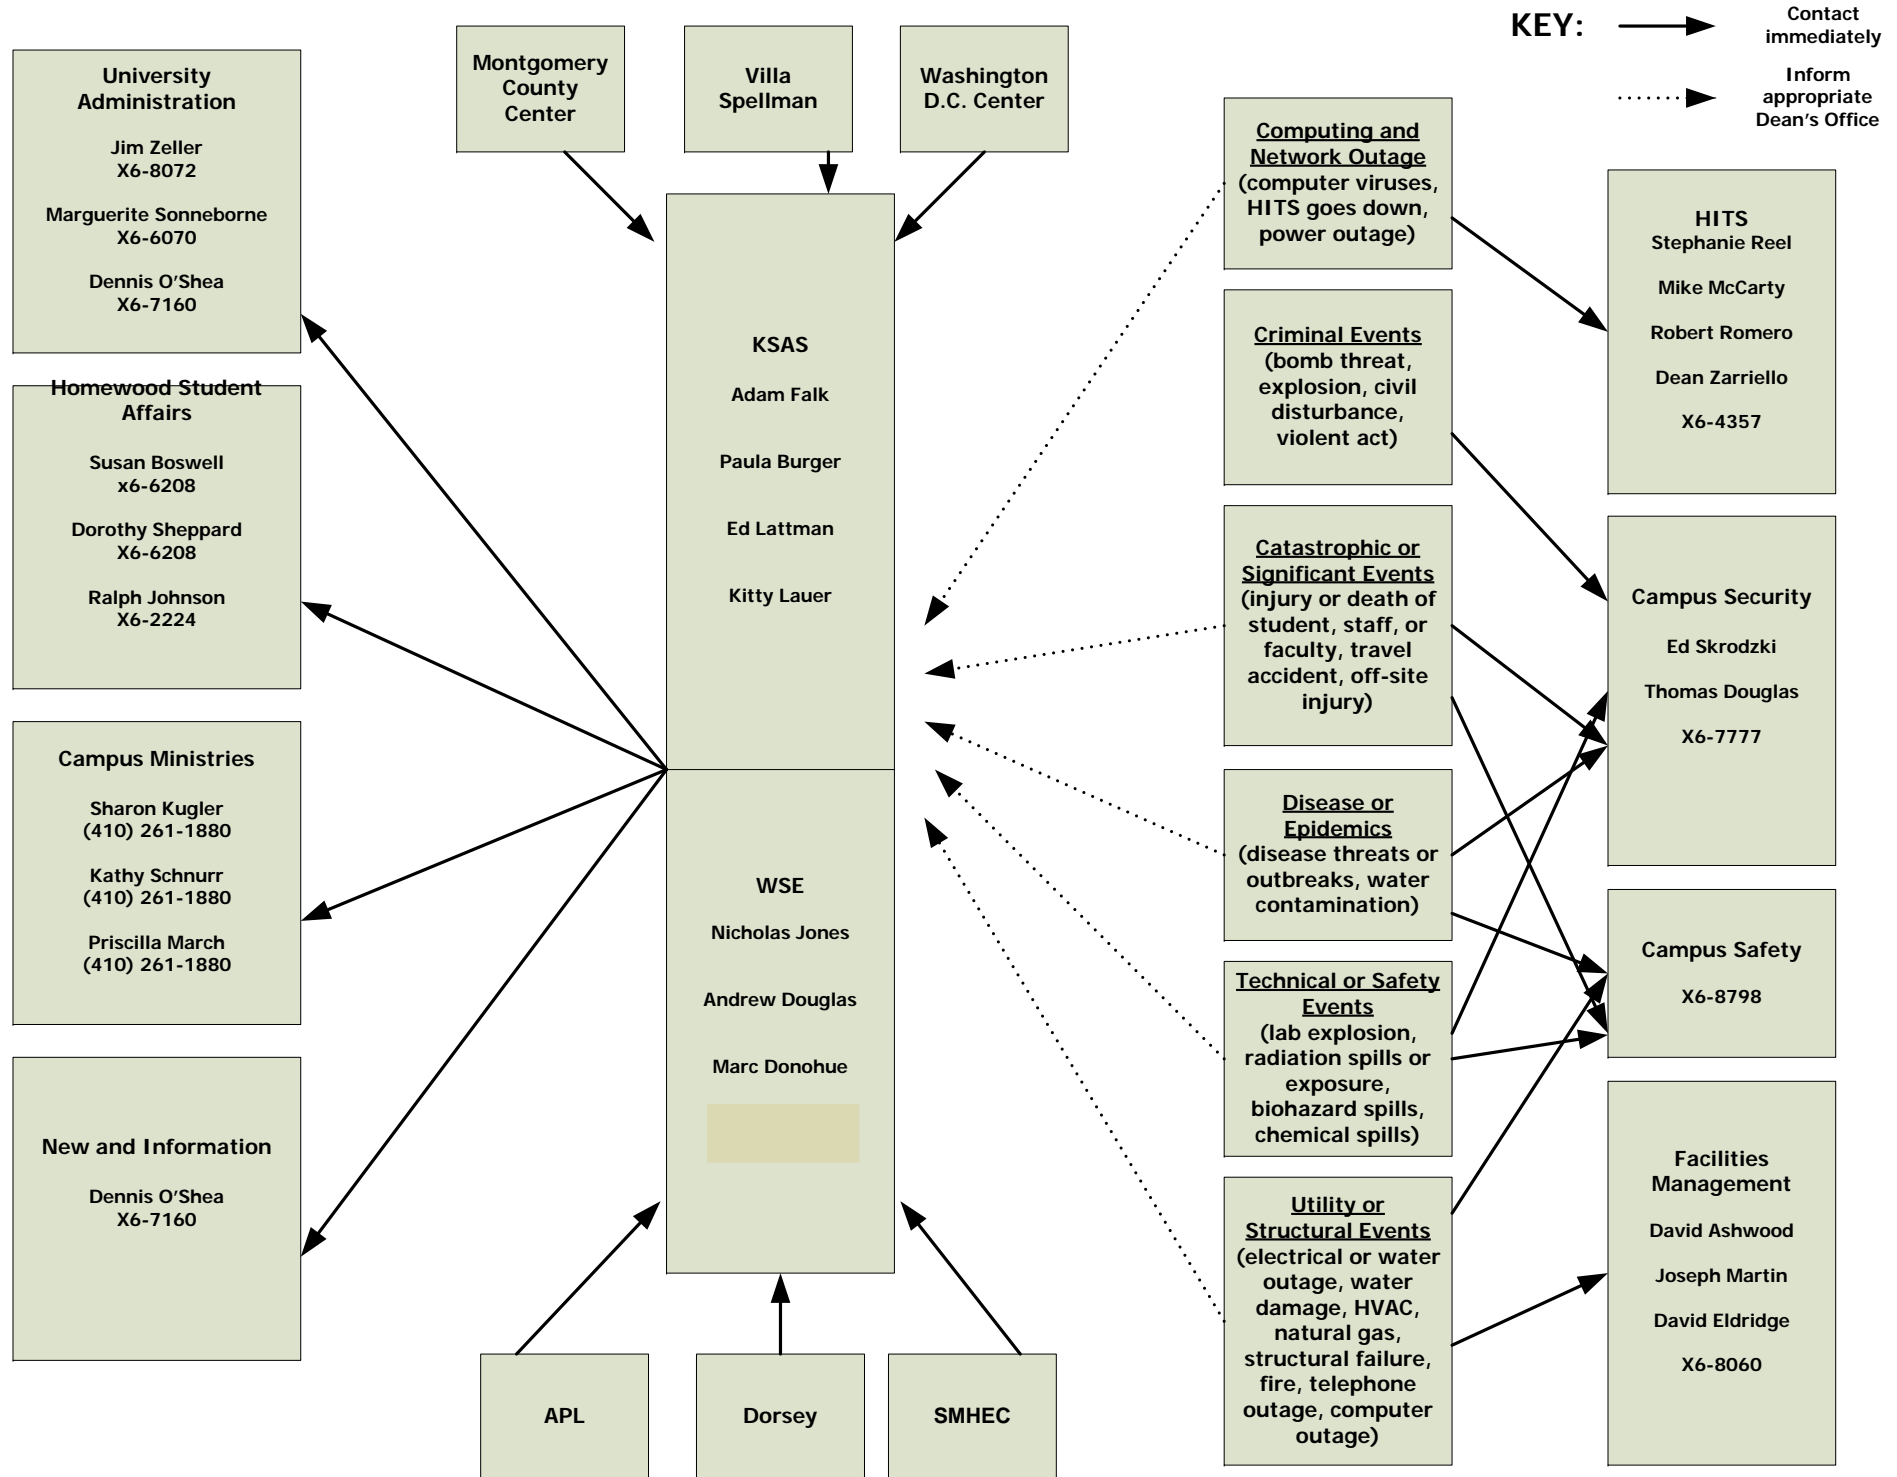 KEY:
Contact
immediately
Inform
appropriate
Dean's Office
University
Administration
Jim Zeller
X6-8072
Marguerite Sonneborne
X6-6070
Dennis O'Shea
X6-7160
Homewood Student
Affairs
Susan Boswell
x6-6208
Dorothy Sheppard
X6-6208
Ralph Johnson
X6-2224
Campus Ministries
Sharon Kugler
(410) 261-1880
Kathy Schnurr
(410) 261-1880
Priscilla March
(410) 261-1880
New and Information
Dennis O'Shea
X6-7160
Montgomery
County
Center
Villa
Spellman
Washington
D.C. Center
KSAS
Adam Falk
Paula Burger
Ed Lattman
Kitty Lauer
WSE
Nicholas Jones
Andrew Douglas
Marc Donohue
APL
Dorsey
SMHEC
Computing and
Network Outage
(computer viruses,
HITS goes down,
power outage)
Criminal Events
(bomb threat,
explosion, civil
disturbance,
violent act)
Catastrophic or
Significant Events
(injury or death of
student, staff, or
faculty, travel
accident, off-site
injury)
Disease or
Epidemics
(disease threats or
outbreaks, water
contamination)
Technical or Safety
Events
(lab explosion,
radiation spills or
exposure,
biohazard spills,
chemical spills)
Utility or
Structural Events
(electrical or water
outage, water
damage, HVAC,
natural gas,
structural failure,
fire, telephone
outage, computer
outage)
HITS
Stephanie Reel
Mike McCarty
Robert Romero
Dean Zarriello
X6-4357
Campus Security
Ed Skrodzki
Thomas Douglas
X6-7777
Campus Safety
X6-8798
Facilities
Management
David Ashwood
Joseph Martin
David Eldridge
X6-8060